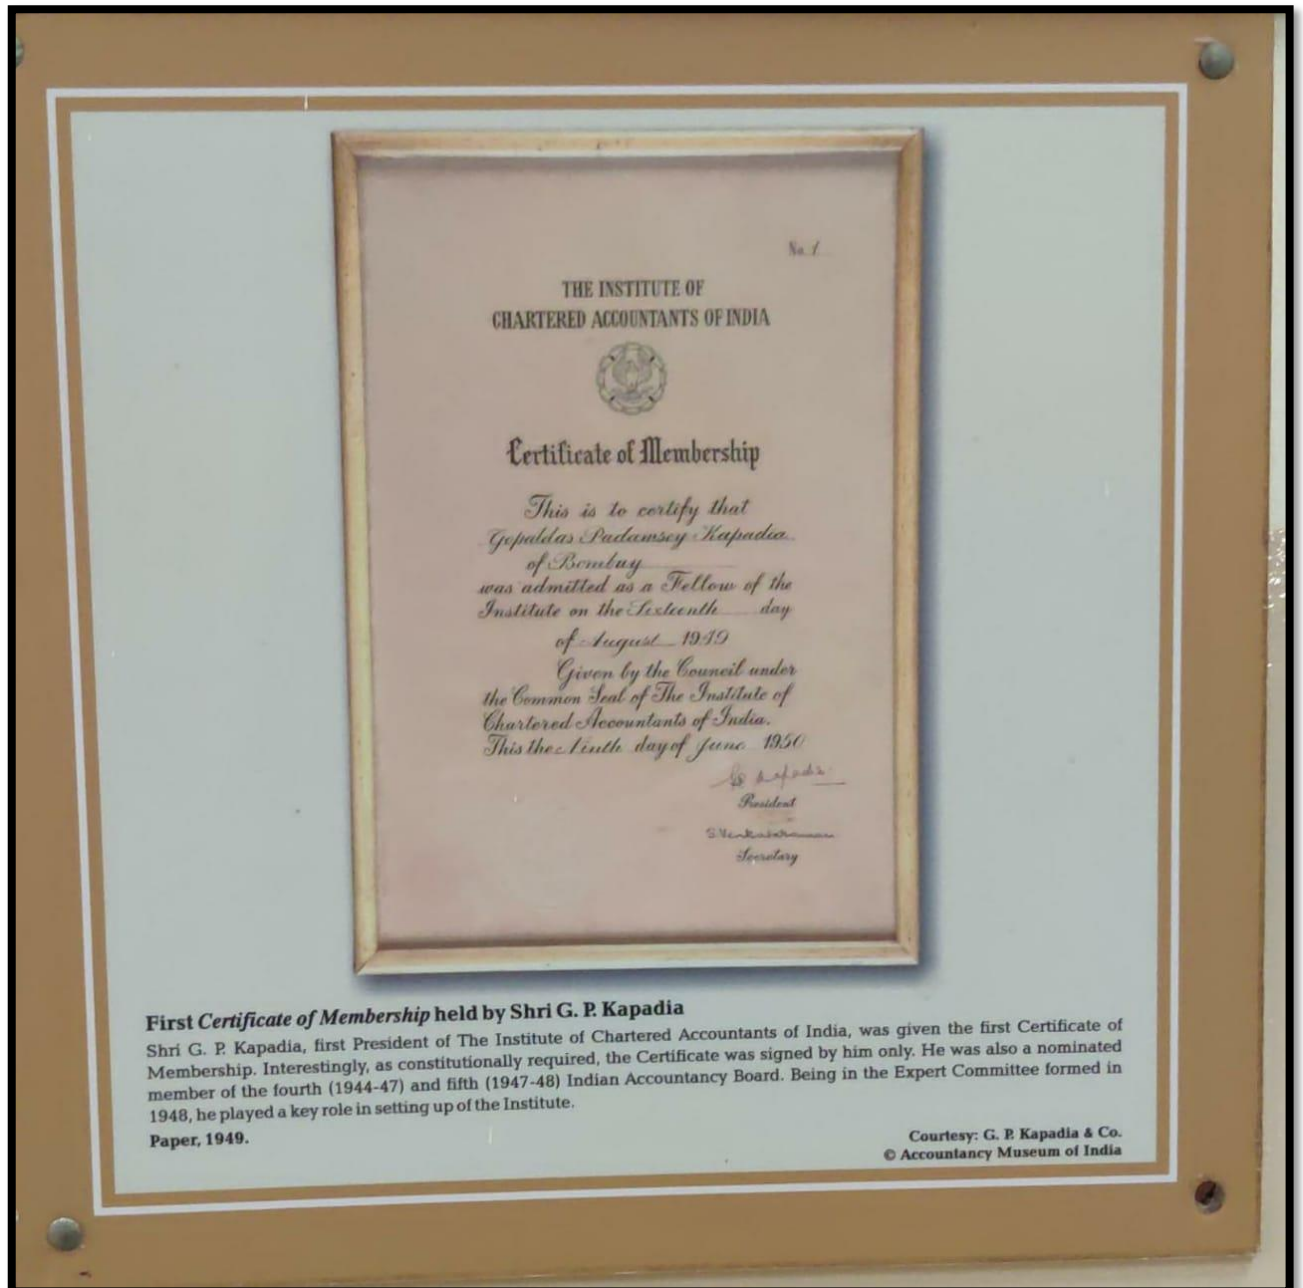 No. 1
THE INSTITUTE OF
CHARTERED ACCOUNTANTS OF INDIA
Certificate of Membership
This is to certify that
Gopaldas Padamsey Kapadia
of Bombay
was admitted as a Fellow of the
Institute on the Sixteenth day
of August 1949
Given by the Council under
the Common Seal of The Institute of
Chartered Accountants of India.
This the Ninth day of June 1950
G P Kapadia
President
S. Venkataraman
Secretary
First Certificate of Membership held by Shri G. P. Kapadia
Shri G. P. Kapadia, first President of The Institute of Chartered Accountants of India, was given the first Certificate of
Membership. Interestingly, as constitutionally required, the Certificate was signed by him only. He was also a nominated
member of the fourth (1944-47) and fifth (1947-48) Indian Accountancy Board. Being in the Expert Committee formed in
1948, he played a key role in setting up of the Institute.
Paper, 1949.
Courtesy: G. P. Kapadia & Co.
© Accountancy Museum of India